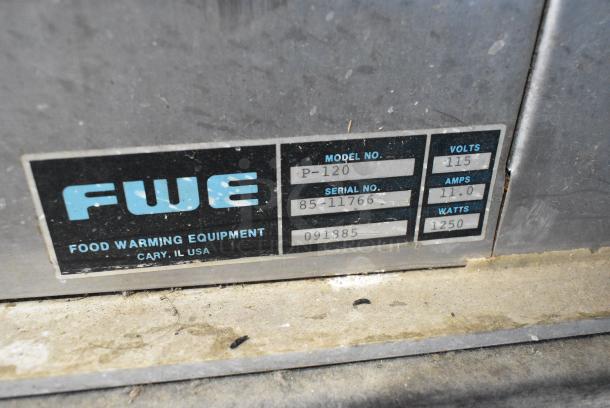 FWE
FOOD WARMING EQUIPMENT
CARY, IL USA
MODEL NO.
P-120
SERIAL NO.
85-11766
091885
VOLTS
115
AMPS
11.0
WATTS
1250